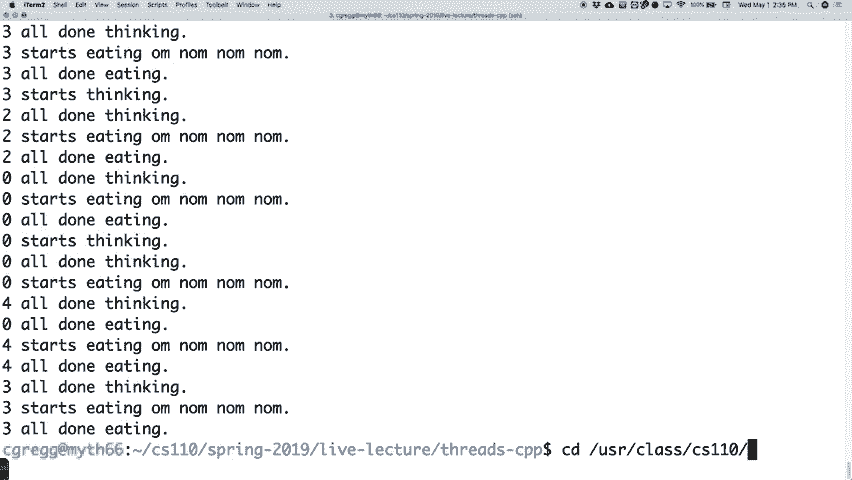 iTerm2 Shell Edit View Session Scripts Profiles Toolbelt Window Help 100% Wed May 1 2:35 PM
3. cgregg@myth66: ~/cs110/spring-2019/live-lecture/threads-cpp (ssh)
3 all done thinking.
3 starts eating om nom nom nom.
3 all done eating.
3 starts thinking.
2 all done thinking.
2 starts eating om nom nom nom.
2 all done eating.
0 all done thinking.
0 starts eating om nom nom nom.
0 all done eating.
0 starts thinking.
0 all done thinking.
0 starts eating om nom nom nom.
4 all done thinking.
0 all done eating.
4 starts eating om nom nom nom.
4 all done eating.
3 all done thinking.
3 starts eating om nom nom nom.
3 all done eating.
cgregg@myth66:~/cs110/spring-2019/live-lecture/threads-cpp$ cd /usr/class/cs110/